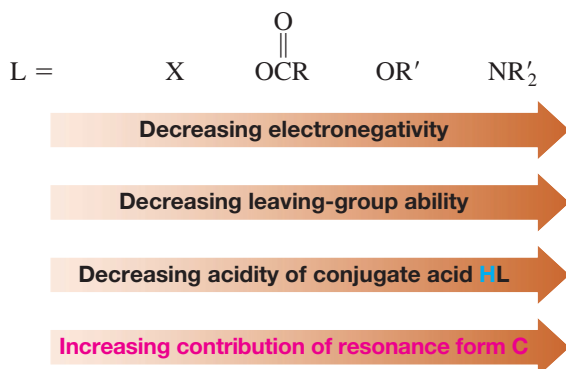 O
||
L = X OCR OR′ NR′₂
Decreasing electronegativity
Decreasing leaving-group ability
Decreasing acidity of conjugate acid HL
Increasing contribution of resonance form C